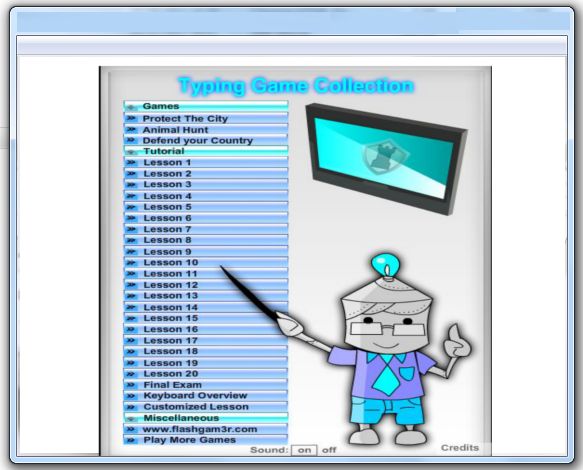 Typing Game Collection
Games
Protect The City
Animal Hunt
Defend your Country
Tutorial
Lesson 1
Lesson 2
Lesson 3
Lesson 4
Lesson 5
Lesson 6
Lesson 7
Lesson 8
Lesson 9
Lesson 10
Lesson 11
Lesson 12
Lesson 13
Lesson 14
Lesson 15
Lesson 16
Lesson 17
Lesson 18
Lesson 19
Lesson 20
Final Exam
Keyboard Overview
Customized Lesson
Miscellaneous
www.flashgam3r.com
Play More Games
Sound: on off
Credits